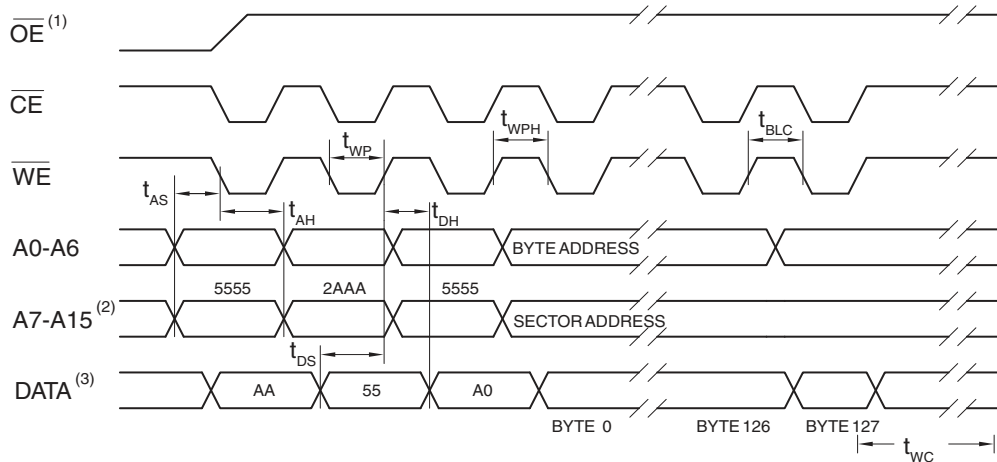 OE (1)
CE
tWP tWPH tBLC
WE
tAS tAH tDH
A0-A6 BYTE ADDRESS
5555 2AAA 5555
A7-A15 (2) SECTOR ADDRESS
tDS
DATA (3) AA 55 A0
BYTE 0 BYTE 126 BYTE 127
tWC